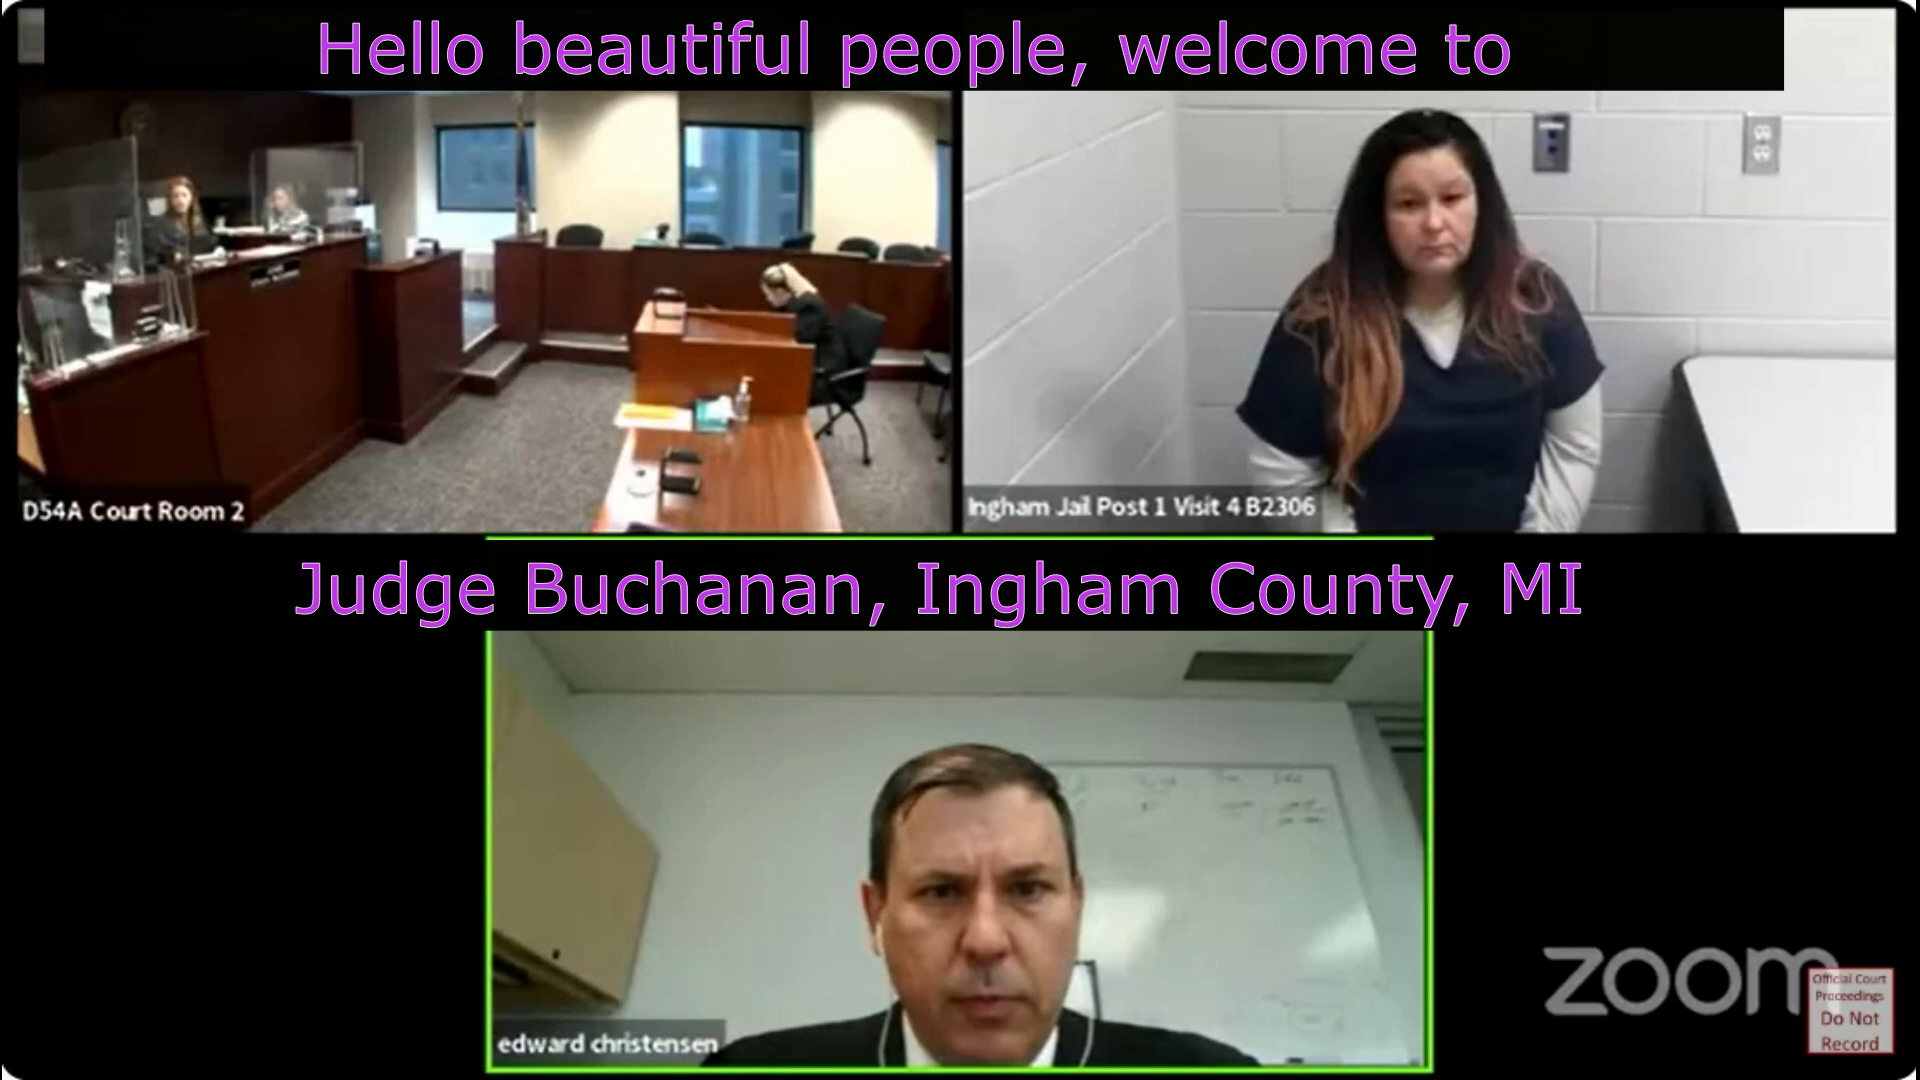 Hello beautiful people, welcome to
D54A Court Room 2
Ingham Jail Post 1 Visit 4 B2306
Judge Buchanan, Ingham County, MI
edward christensen
zoom
Official Court
Proceedings
Do Not
Record